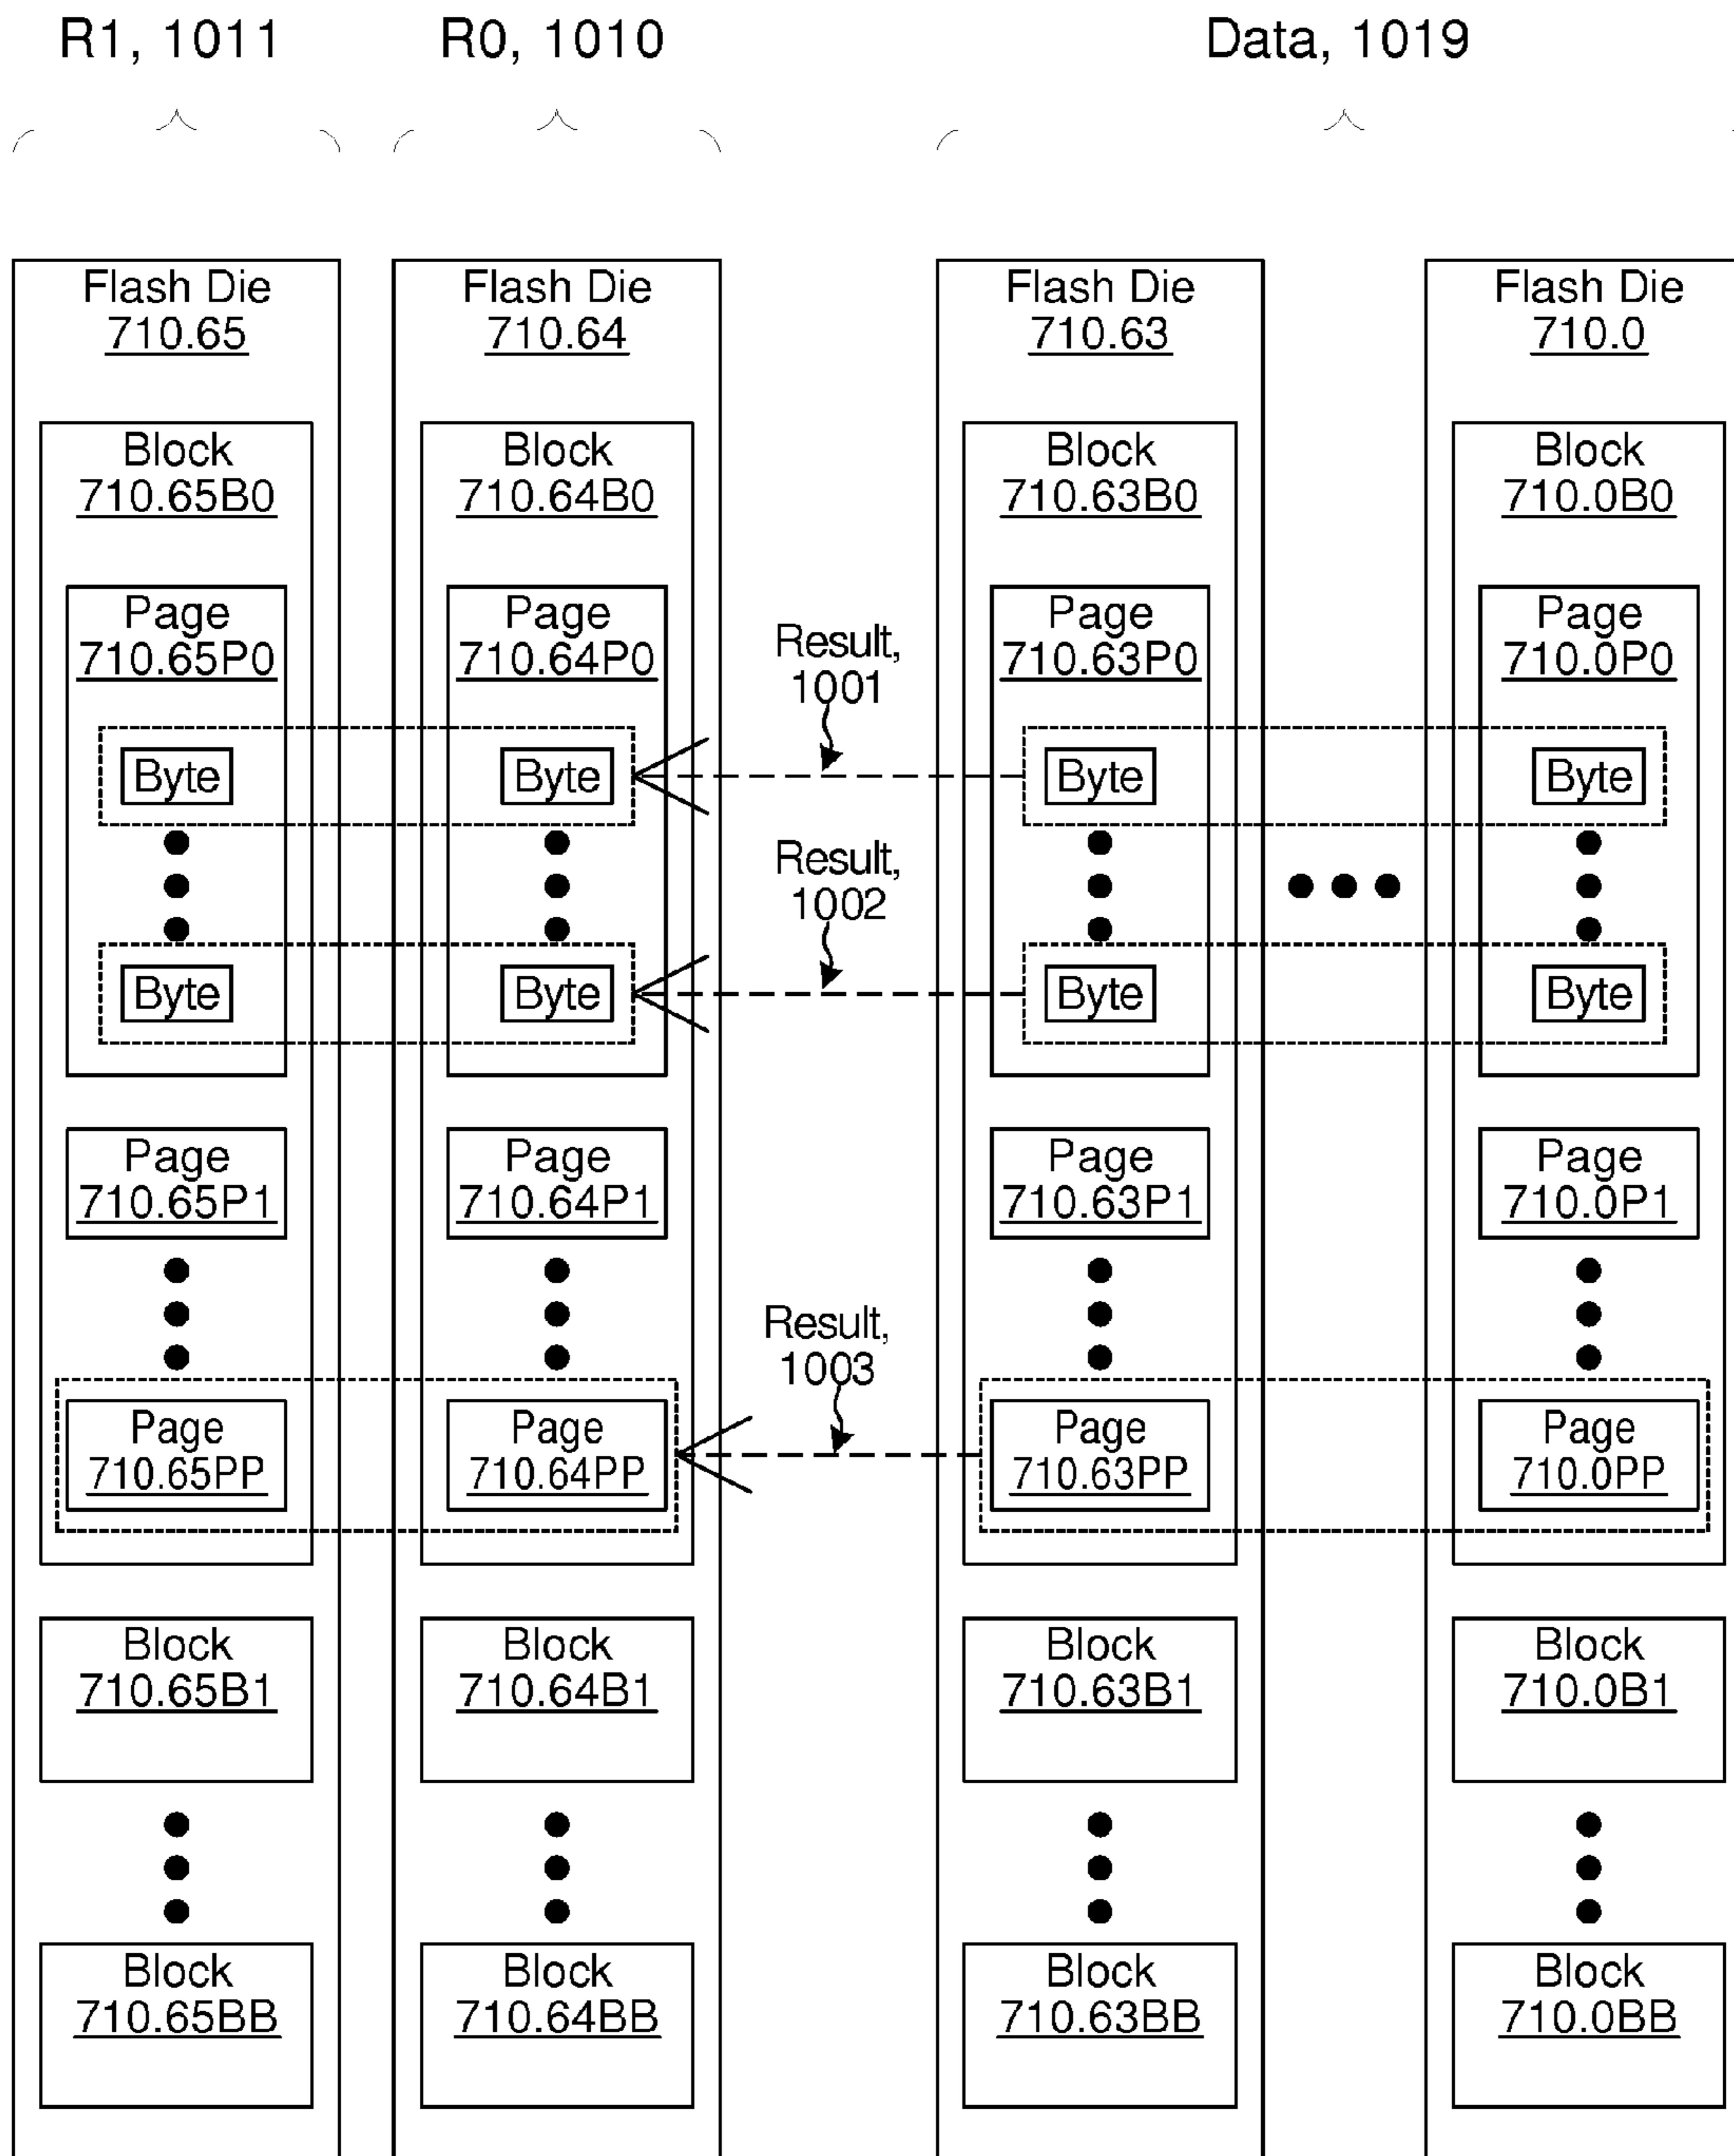 R1, 1011
R0, 1010
Data, 1019
Flash Die
710.65
Flash Die
710.64
Flash Die
710.63
Flash Die
710.0
Block
710.65B0
Block
710.64B0
Block
710.63B0
Block
710.0B0
Page
710.65P0
Page
710.64P0
Result,
1001
Page
710.63P0
Page
710.0P0
Byte
Byte
Byte
Byte
Result,
1002
Byte
Byte
Byte
Byte
Page
710.65P1
Page
710.64P1
Page
710.63P1
Page
710.0P1
Result,
1003
Page
710.65PP
Page
710.64PP
Page
710.63PP
Page
710.0PP
Block
710.65B1
Block
710.64B1
Block
710.63B1
Block
710.0B1
Block
710.65BB
Block
710.64BB
Block
710.63BB
Block
710.0BB